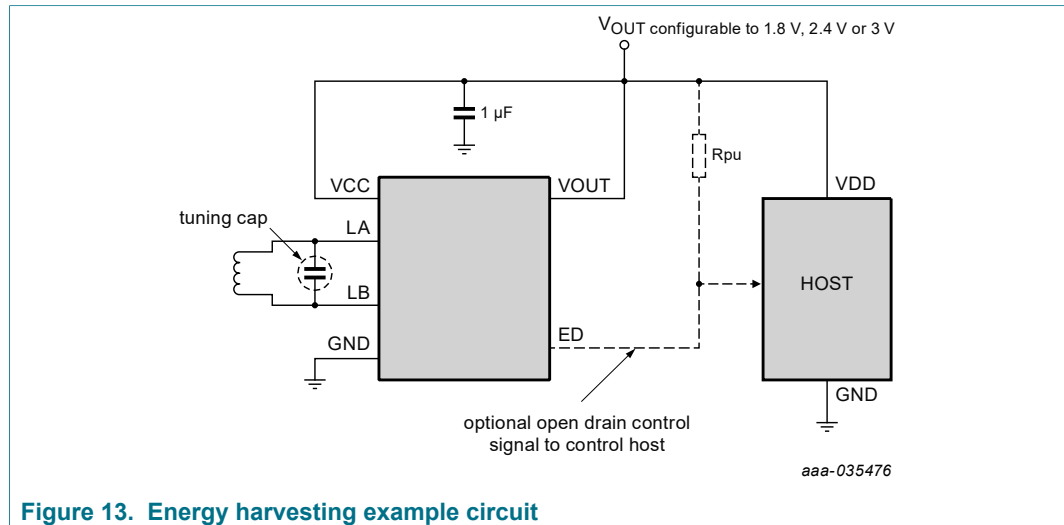 VOUT configurable to 1.8 V, 2.4 V or 3 V
1 µF
Rpu
VCC
VOUT
VDD
tuning cap
LA
HOST
LB
GND
ED
GND
optional open drain control
signal to control host
aaa-035476
Figure 13. Energy harvesting example circuit